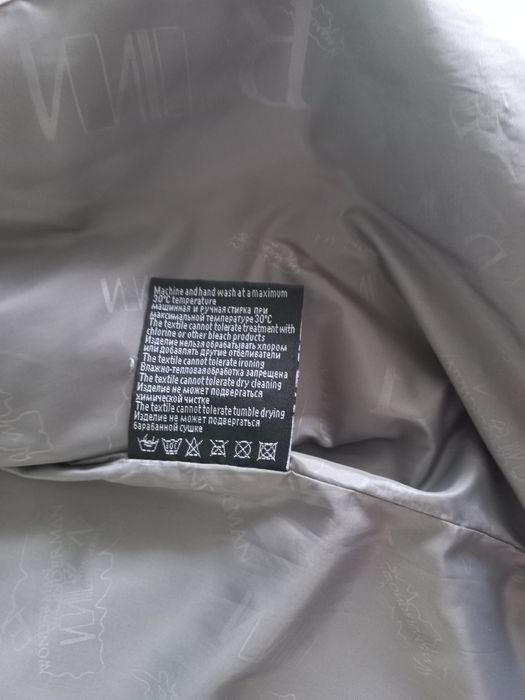 Machine and hand wash at a maximum
30°C temperature
машинная и ручная стирка при
максимальной температуре 30°C
The textile cannot tolerate treatment with
chlorine or other bleach products
Изделие нельзя обрабатывать хлором
или добавлять другие отбеливатели
The textile cannot tolerate ironing
Влажно-тепловая обработка запрещена
The textile cannot tolerate dry cleaning
Изделие не может подвергаться
химической чистке
The textile cannot tolerate tumble drying
Изделие не может подвергаться
барабанной сушке
30C